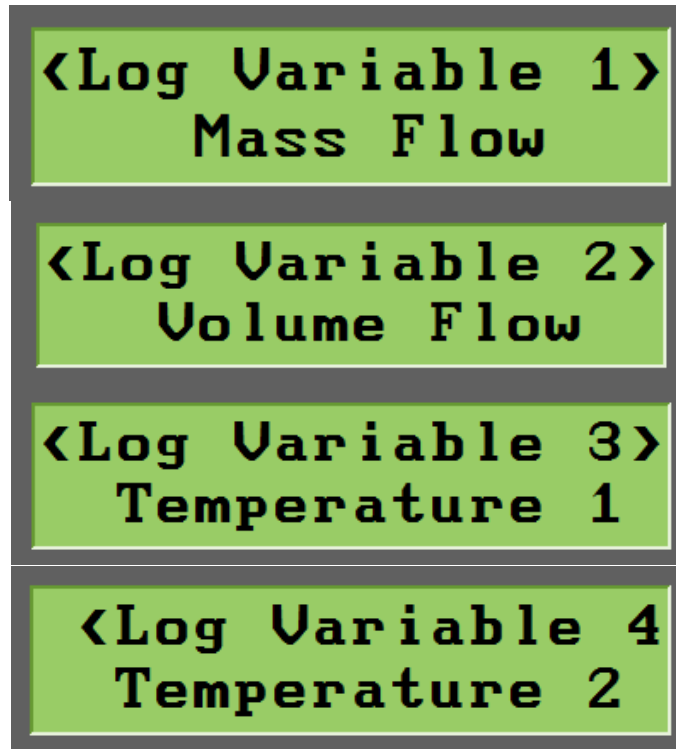 <Log Variable 1>
Mass Flow
<Log Variable 2>
Volume Flow
<Log Variable 3>
Temperature 1
<Log Variable 4
Temperature 2